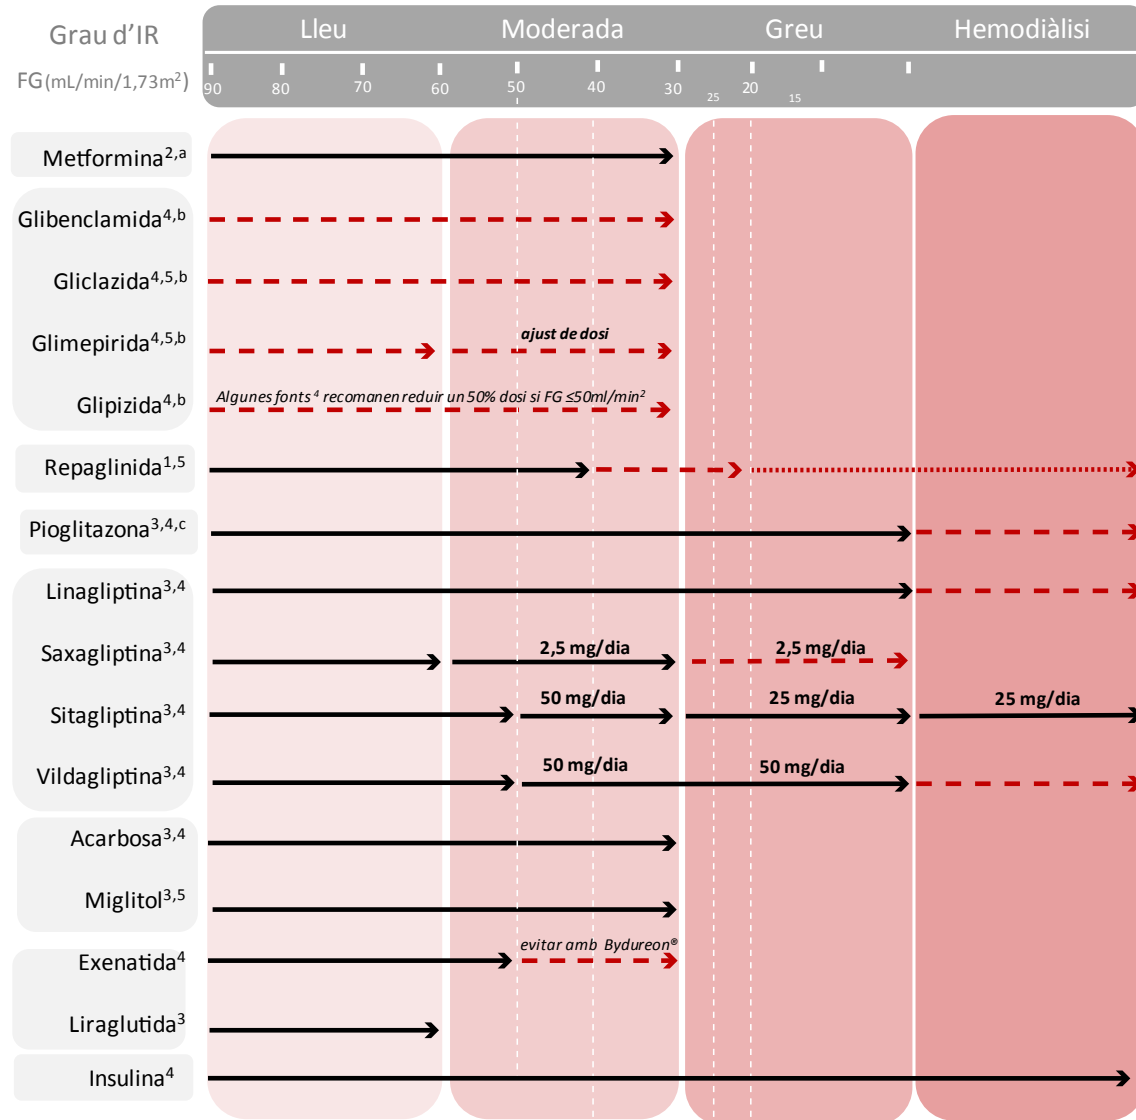 Grau d’IR
Lleu
Moderada
Greu
Hemodiàlisi
FG(mL/min/1,73m²)
90
80
70
60
50
40
30
25
20
15
Metformina²,ᵃ
Glibenclamida⁴,ᵇ
Gliclazida⁴,⁵,ᵇ
Glimepirida⁴,⁵,ᵇ
ajust de dosi
Glipizida⁴,ᵇ
Algunes fonts ⁴ recomanen reduir un 50% dosi si FG ≤50ml/min²
Repaglinida¹,⁵
Pioglitazona³,⁴,ᶜ
Linagliptina³,⁴
Saxagliptina³,⁴
2,5 mg/dia
2,5 mg/dia
Sitagliptina³,⁴
50 mg/dia
25 mg/dia
25 mg/dia
Vildagliptina³,⁴
50 mg/dia
50 mg/dia
Acarbosa³,⁴
Miglitol³,⁵
Exenatida⁴
evitar amb Bydureon®
Liraglutida³
Insulina⁴